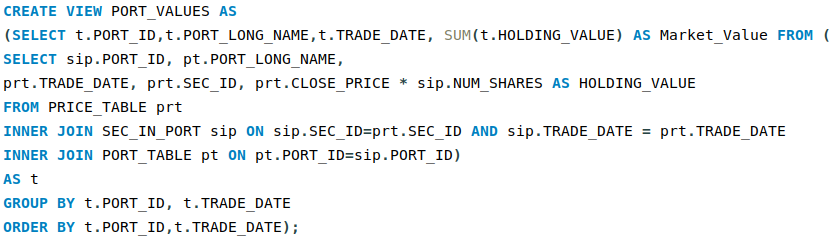 CREATE VIEW PORT_VALUES AS
(SELECT t.PORT_ID,t.PORT_LONG_NAME,t.TRADE_DATE, SUM(t.HOLDING_VALUE) AS Market_Value FROM (
SELECT sip.PORT_ID, pt.PORT_LONG_NAME,
prt.TRADE_DATE, prt.SEC_ID, prt.CLOSE_PRICE * sip.NUM_SHARES AS HOLDING_VALUE
FROM PRICE_TABLE prt
INNER JOIN SEC_IN_PORT sip ON sip.SEC_ID=prt.SEC_ID AND sip.TRADE_DATE = prt.TRADE_DATE
INNER JOIN PORT_TABLE pt ON pt.PORT_ID=sip.PORT_ID)
AS t
GROUP BY t.PORT_ID, t.TRADE_DATE
ORDER BY t.PORT_ID,t.TRADE_DATE);